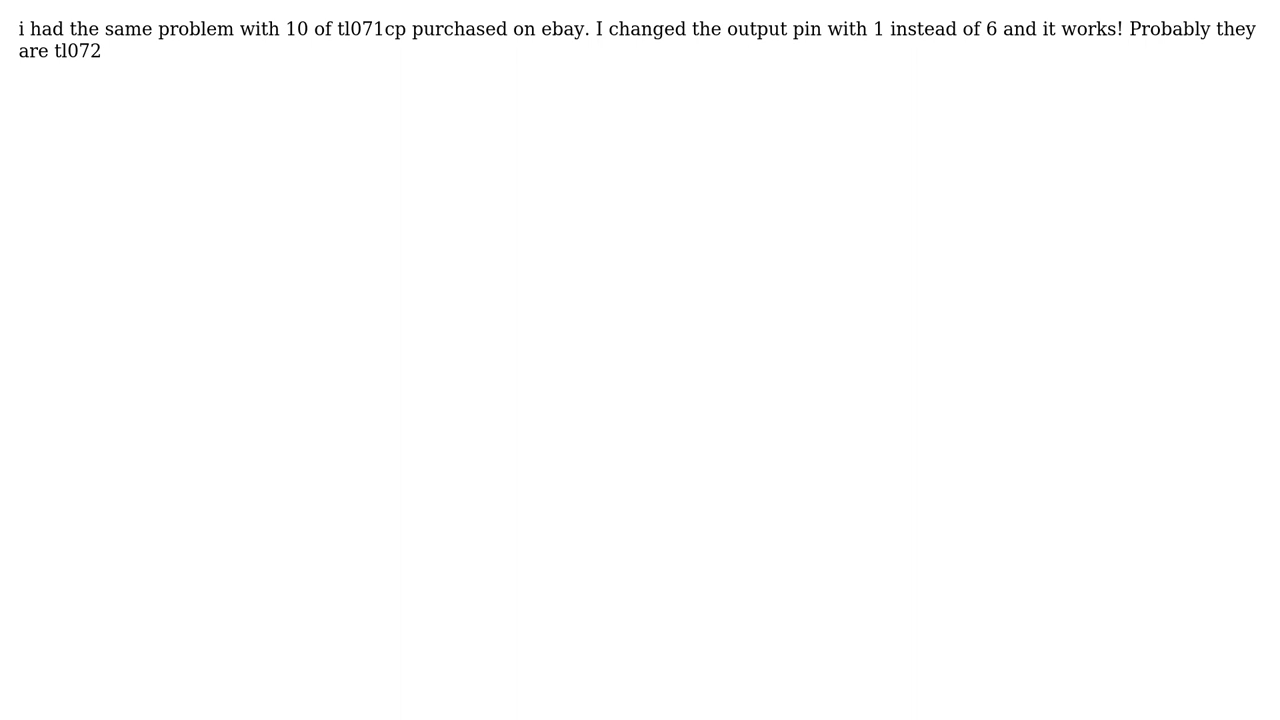 i had the same problem with 10 of tl071cp purchased on ebay. I changed the output pin with 1 instead of 6 and it works! Probably they
are tl072